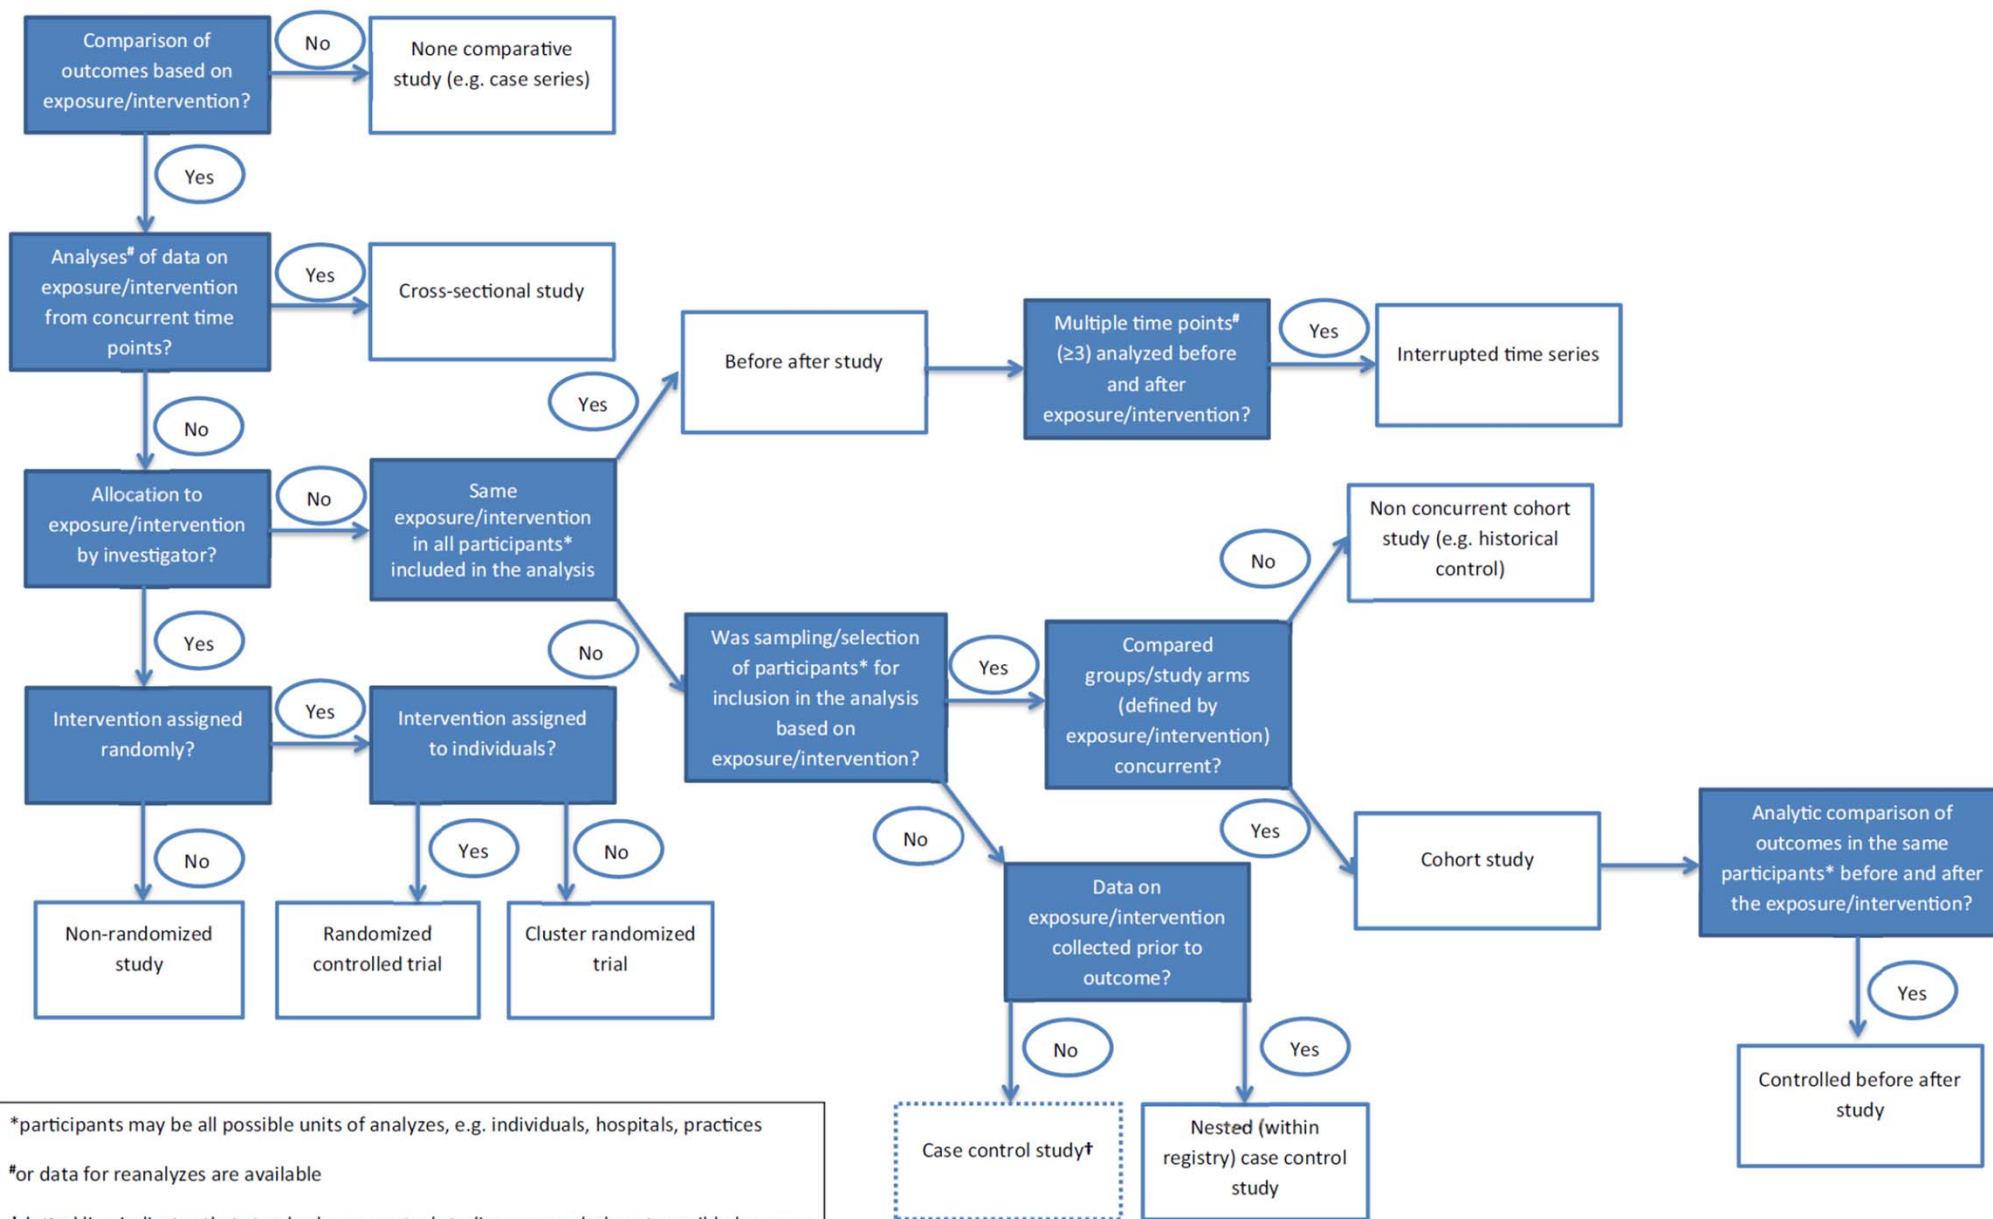 Comparison of
outcomes based on
exposure/intervention?
No
None comparative
study (e.g. case series)
Yes
Analyses# of data on
exposure/intervention
from concurrent time
points?
Yes
Cross-sectional study
No
Allocation to
exposure/intervention
by investigator?
No
Same
exposure/intervention
in all participants*
included in the analysis
Yes
Before after study
Multiple time points#
(≥3) analyzed before
and after
exposure/intervention?
Yes
Interrupted time series
No
Was sampling/selection
of participants* for
inclusion in the analysis
based on
exposure/intervention?
Yes
Compared
groups/study arms
(defined by
exposure/intervention)
concurrent?
No
Non concurrent cohort
study (e.g. historical
control)
Yes
Cohort study
Analytic comparison of
outcomes in the same
participants* before and after
the exposure/intervention?
Yes
Controlled before after
study
No
Data on
exposure/intervention
collected prior to
outcome?
No
Case control study†
Yes
Nested (within
registry) case control
study
Yes
Intervention assigned
randomly?
Yes
Intervention assigned
to individuals?
No
Non-randomized
study
Yes
Randomized
controlled trial
No
Cluster randomized
trial
*participants may be all possible units of analyzes, e.g. individuals, hospitals, practices
#or data for reanalyzes are available